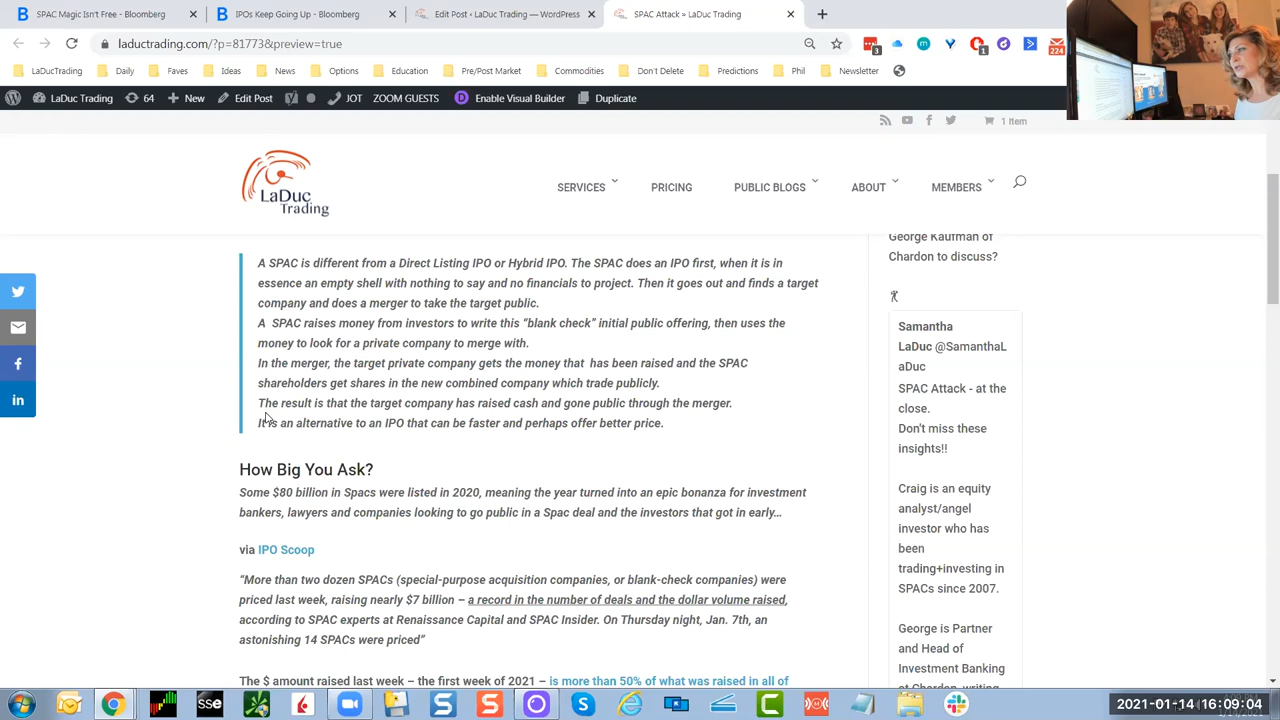 SPAC Magic Isn't Free - Bloomberg
IPOs Keep Going Up - Bloomberg
Edit Post ‹ LaDuc Trading — WordPress
SPAC Attack » LaDuc Trading
laductrading.com/?p=81773&preview=true
3
1
224
LaDucTrading
Daily
Faves
Ideas
News
Options
Education
Pre/Post Market
Commodities
Don't Delete
Predictions
Phil
Newsletter
LaDuc Trading
64
New
Edit Post
JOT
ZOOM GUESTS
Enable Visual Builder
Duplicate
1 Item
LaDuc
Trading
SERVICES
PRICING
PUBLIC BLOGS
ABOUT
MEMBERS
A SPAC is different from a Direct Listing IPO or Hybrid IPO. The SPAC does an IPO first, when it is in
essence an empty shell with nothing to say and no financials to project. Then it goes out and finds a target
company and does a merger to take the target public.
A SPAC raises money from investors to write this “blank check” initial public offering, then uses the
money to look for a private company to merge with.
In the merger, the target private company gets the money that has been raised and the SPAC
shareholders get shares in the new combined company which trade publicly.
The result is that the target company has raised cash and gone public through the merger.
It's an alternative to an IPO that can be faster and perhaps offer better price.
How Big You Ask?
Some $80 billion in Spacs were listed in 2020, meaning the year turned into an epic bonanza for investment
bankers, lawyers and companies looking to go public in a Spac deal and the investors that got in early…
via IPO Scoop
“More than two dozen SPACs (special-purpose acquisition companies, or blank-check companies) were
priced last week, raising nearly $7 billion – a record in the number of deals and the dollar volume raised,
according to SPAC experts at Renaissance Capital and SPAC Insider. On Thursday night, Jan. 7th, an
astonishing 14 SPACs were priced”
The $ amount raised last week – the first week of 2021 – is more than 50% of what was raised in all of
George Kaufman of
Chardon to discuss?
Samantha
LaDuc @SamanthaL
aDuc
SPAC Attack - at the
close.
Don't miss these
insights!!
Craig is an equity
analyst/angel
investor who has
been
trading+investing in
SPACs since 2007.
George is Partner
and Head of
Investment Banking
at Chardan, writing
in
sse
2021-01-14 16:09:04